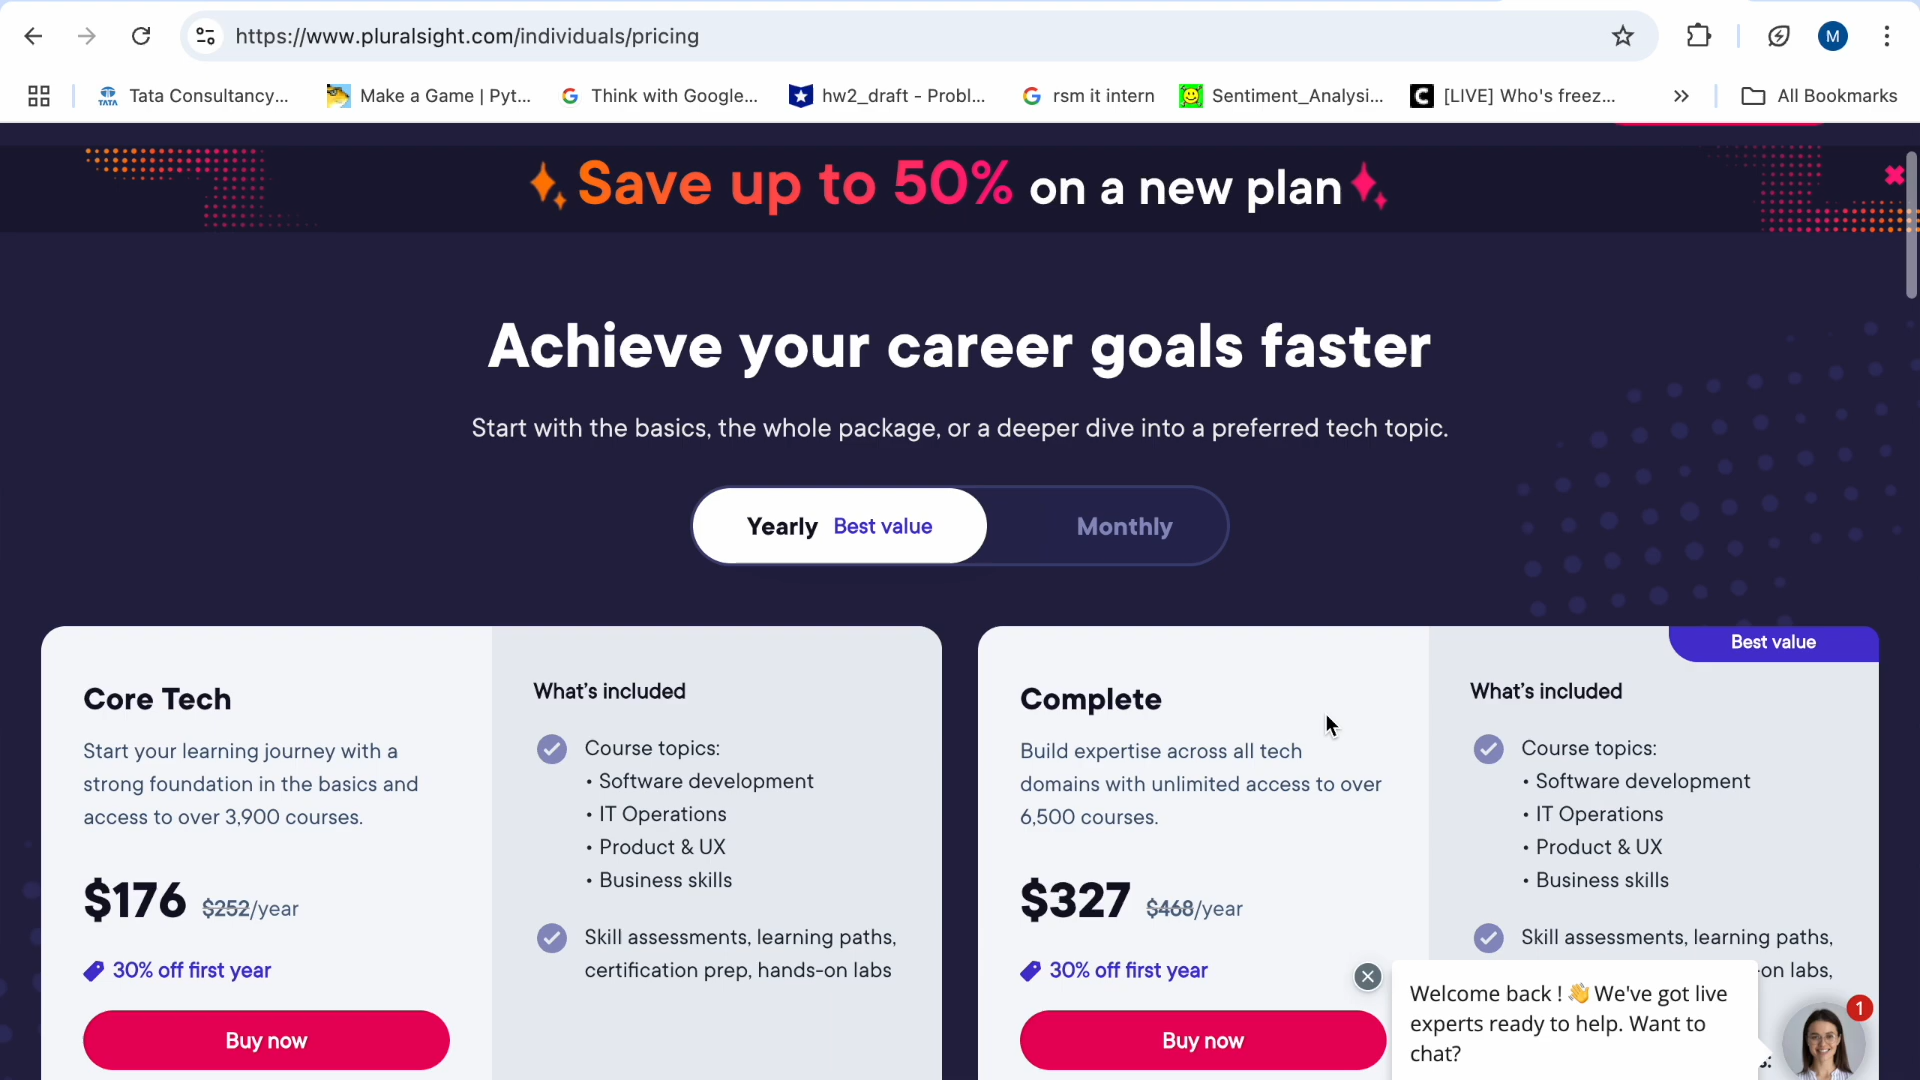 https://www.pluralsight.com/individuals/pricing
M
TATA
Tata Consultancy...
Make a Game | Pyt...
Think with Google...
hw2_draft - Probl...
rsm it intern
Sentiment_Analysi...
[LIVE] Who's freez...
All Bookmarks
Save up to 50% on a new plan
Achieve your career goals faster
Start with the basics, the whole package, or a deeper dive into a preferred tech topic.
Yearly Best value
Monthly
Core Tech
Start your learning journey with a
strong foundation in the basics and
access to over 3,900 courses.
$176 $252/year
30% off first year
Buy now
What's included
Course topics:
• Software development
• IT Operations
• Product & UX
• Business skills
Skill assessments, learning paths,
certification prep, hands-on labs
Best value
Complete
Build expertise across all tech
domains with unlimited access to over
6,500 courses.
$327 $468/year
30% off first year
Buy now
What's included
Course topics:
• Software development
• IT Operations
• Product & UX
• Business skills
Skill assessments, learning paths,
-on labs,
Welcome back ! 👋 We've got live
experts ready to help. Want to
chat?
1